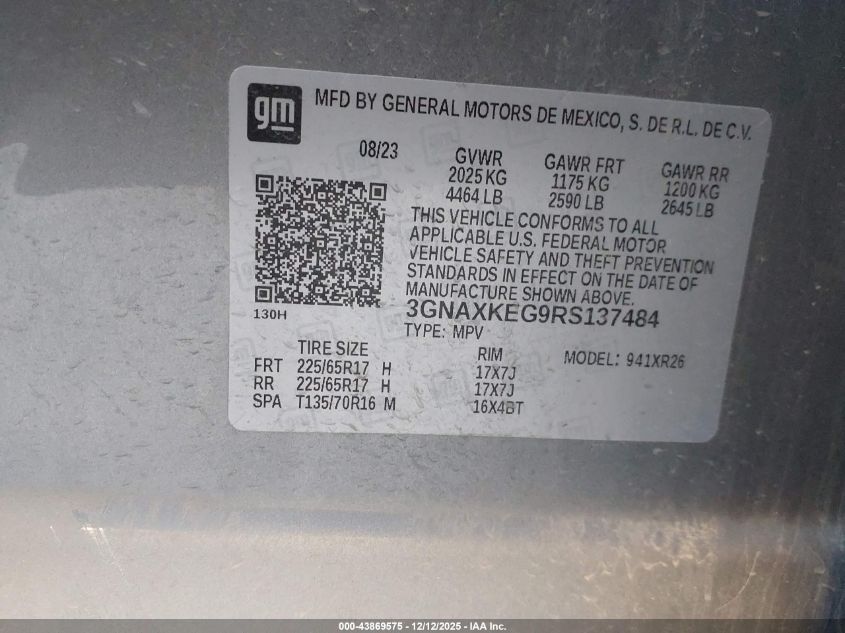 gm
MFD BY GENERAL MOTORS DE MEXICO, S. DE R.L. DE C.V.
08/23 GVWR GAWR FRT GAWR RR
2025 KG 1175 KG 1200 KG
4464 LB 2590 LB 2645 LB
THIS VEHICLE CONFORMS TO ALL
APPLICABLE U.S. FEDERAL MOTOR
VEHICLE SAFETY AND THEFT PREVENTION
STANDARDS IN EFFECT ON THE DATE OF
MANUFACTURE SHOWN ABOVE.
130H
3GNAXKEG9RS137484
TYPE: MPV
TIRE SIZE RIM MODEL: 941XR26
FRT 225/65R17 H 17X7J
RR 225/65R17 H 17X7J
SPA T135/70R16 M 16X4BT
000-43869575 - 12/12/2025 - IAA Inc.